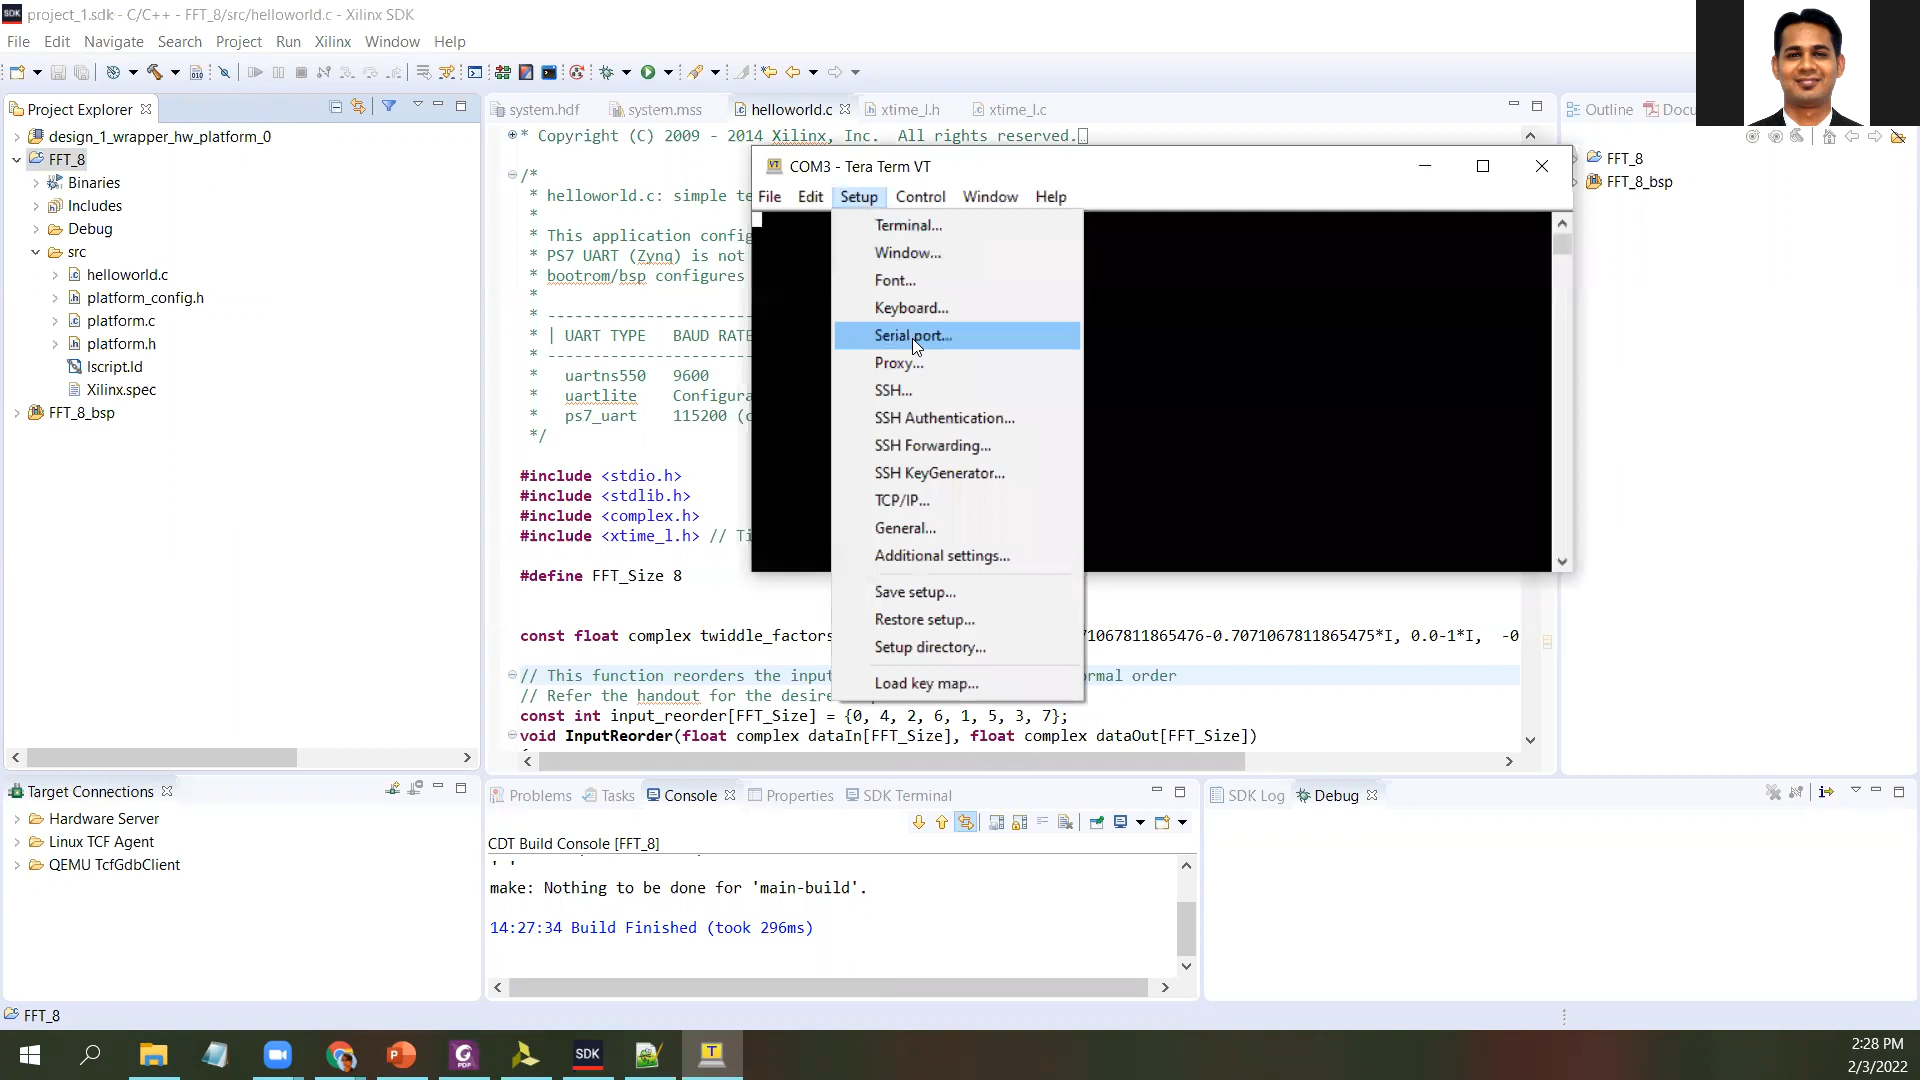 SDK project_1.sdk - C/C++ - FFT_8/src/helloworld.c - Xilinx SDK
File Edit Navigate Search Project Run Xilinx Window Help
Project Explorer
design_1_wrapper_hw_platform_0
FFT_8
Binaries
Includes
Debug
src
helloworld.c
platform_config.h
platform.c
platform.h
lscript.ld
Xilinx.spec
FFT_8_bsp
system.hdf system.mss helloworld.c xtime_l.h xtime_l.c
* Copyright (C) 2009 - 2014 Xilinx, Inc. All rights reserved.
/*
* helloworld.c: simple te
*
* This application config
* PS7 UART (Zynq) is not
* bootrom/bsp configures
*
* ----------------------
* | UART TYPE BAUD RATE
* ----------------------
* uartns550 9600
* uartlite Configura
* ps7_uart 115200 (c
*/
#include <stdio.h>
#include <stdlib.h>
#include <complex.h>
#include <xtime_l.h> // Ti
#define FFT_Size 8
const float complex twiddle_factors 1067811865476-0.7071067811865475*I, 0.0-1*I, -0
// This function reorders the input rmal order
// Refer the handout for the desire
const int input_reorder[FFT_Size] = {0, 4, 2, 6, 1, 5, 3, 7};
void InputReorder(float complex dataIn[FFT_Size], float complex dataOut[FFT_Size])
VT COM3 - Tera Term VT
File Edit Setup Control Window Help
Terminal...
Window...
Font...
Keyboard...
Serial port...
Proxy...
SSH...
SSH Authentication...
SSH Forwarding...
SSH KeyGenerator...
TCP/IP...
General...
Additional settings...
Save setup...
Restore setup...
Setup directory...
Load key map...
Outline Docu
FFT_8
FFT_8_bsp
Target Connections
Hardware Server
Linux TCF Agent
QEMU TcfGdbClient
Problems Tasks Console Properties SDK Terminal
CDT Build Console [FFT_8]
' '
make: Nothing to be done for 'main-build'.
14:27:34 Build Finished (took 296ms)
SDK Log Debug
FFT_8
SDK
2:28 PM
2/3/2022